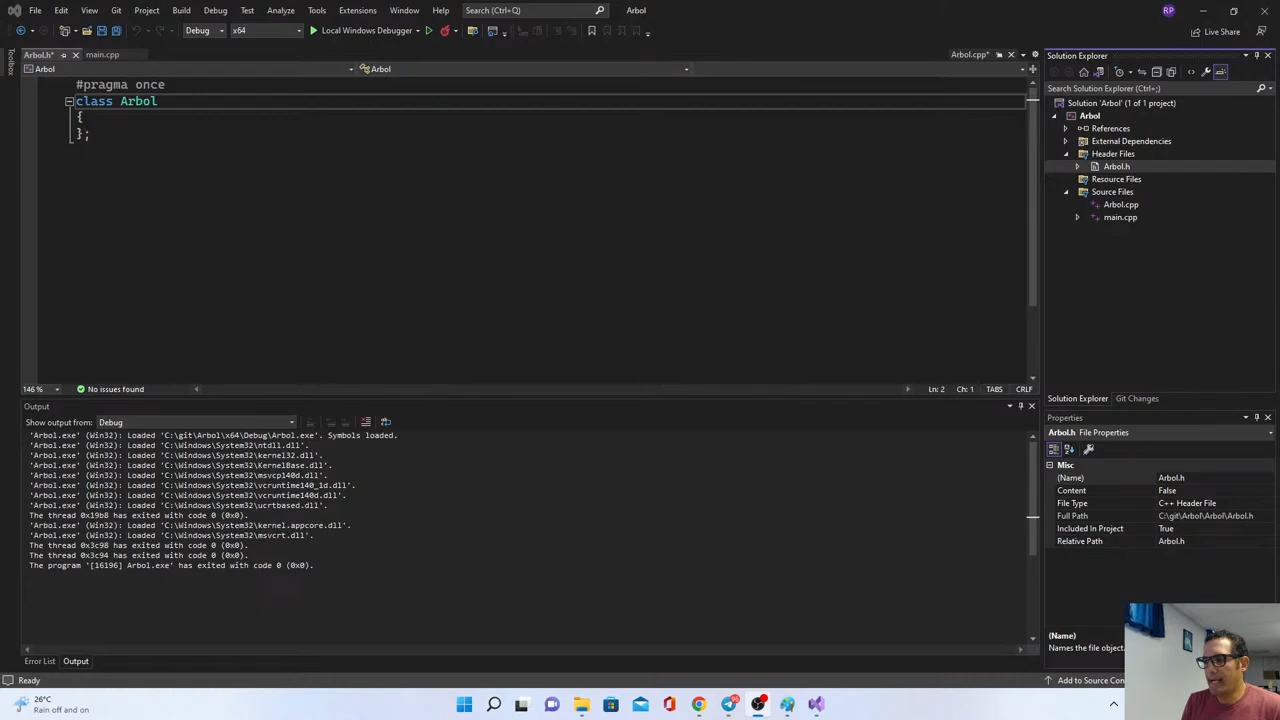 File Edit View Git Project Build Debug Test Analyze Tools Extensions Window Help Search (Ctrl+Q) Arbol RP
Debug x64 Local Windows Debugger Live Share
Arbol.h* main.cpp Arbol.cpp*
Arbol Arbol
Toolbox
#pragma once
class Arbol
{
};
146 % No issues found Ln: 2 Ch: 1 TABS CRLF
Output
Show output from: Debug
'Arbol.exe' (Win32): Loaded 'C:\git\Arbol\x64\Debug\Arbol.exe'. Symbols loaded.
'Arbol.exe' (Win32): Loaded 'C:\Windows\System32\ntdll.dll'.
'Arbol.exe' (Win32): Loaded 'C:\Windows\System32\kernel32.dll'.
'Arbol.exe' (Win32): Loaded 'C:\Windows\System32\KernelBase.dll'.
'Arbol.exe' (Win32): Loaded 'C:\Windows\System32\msvcp140d.dll'.
'Arbol.exe' (Win32): Loaded 'C:\Windows\System32\vcruntime140_1d.dll'.
'Arbol.exe' (Win32): Loaded 'C:\Windows\System32\vcruntime140d.dll'.
'Arbol.exe' (Win32): Loaded 'C:\Windows\System32\ucrtbased.dll'.
The thread 0x19b8 has exited with code 0 (0x0).
'Arbol.exe' (Win32): Loaded 'C:\Windows\System32\kernel.appcore.dll'.
'Arbol.exe' (Win32): Loaded 'C:\Windows\System32\msvcrt.dll'.
The thread 0x3c98 has exited with code 0 (0x0).
The thread 0x3c94 has exited with code 0 (0x0).
The program '[16196] Arbol.exe' has exited with code 0 (0x0).
Error List Output
Solution Explorer
Search Solution Explorer (Ctrl+;)
Solution 'Arbol' (1 of 1 project)
Arbol
References
External Dependencies
Header Files
Arbol.h
Resource Files
Source Files
Arbol.cpp
main.cpp
Solution Explorer Git Changes
Properties
Arbol.h File Properties
Misc
(Name) Arbol.h
Content False
File Type C++ Header File
Full Path C:\git\Arbol\Arbol\Arbol.h
Included In Project True
Relative Path Arbol.h
(Name)
Names the file object.
Ready Add to Source Con
26°C
Rain off and on